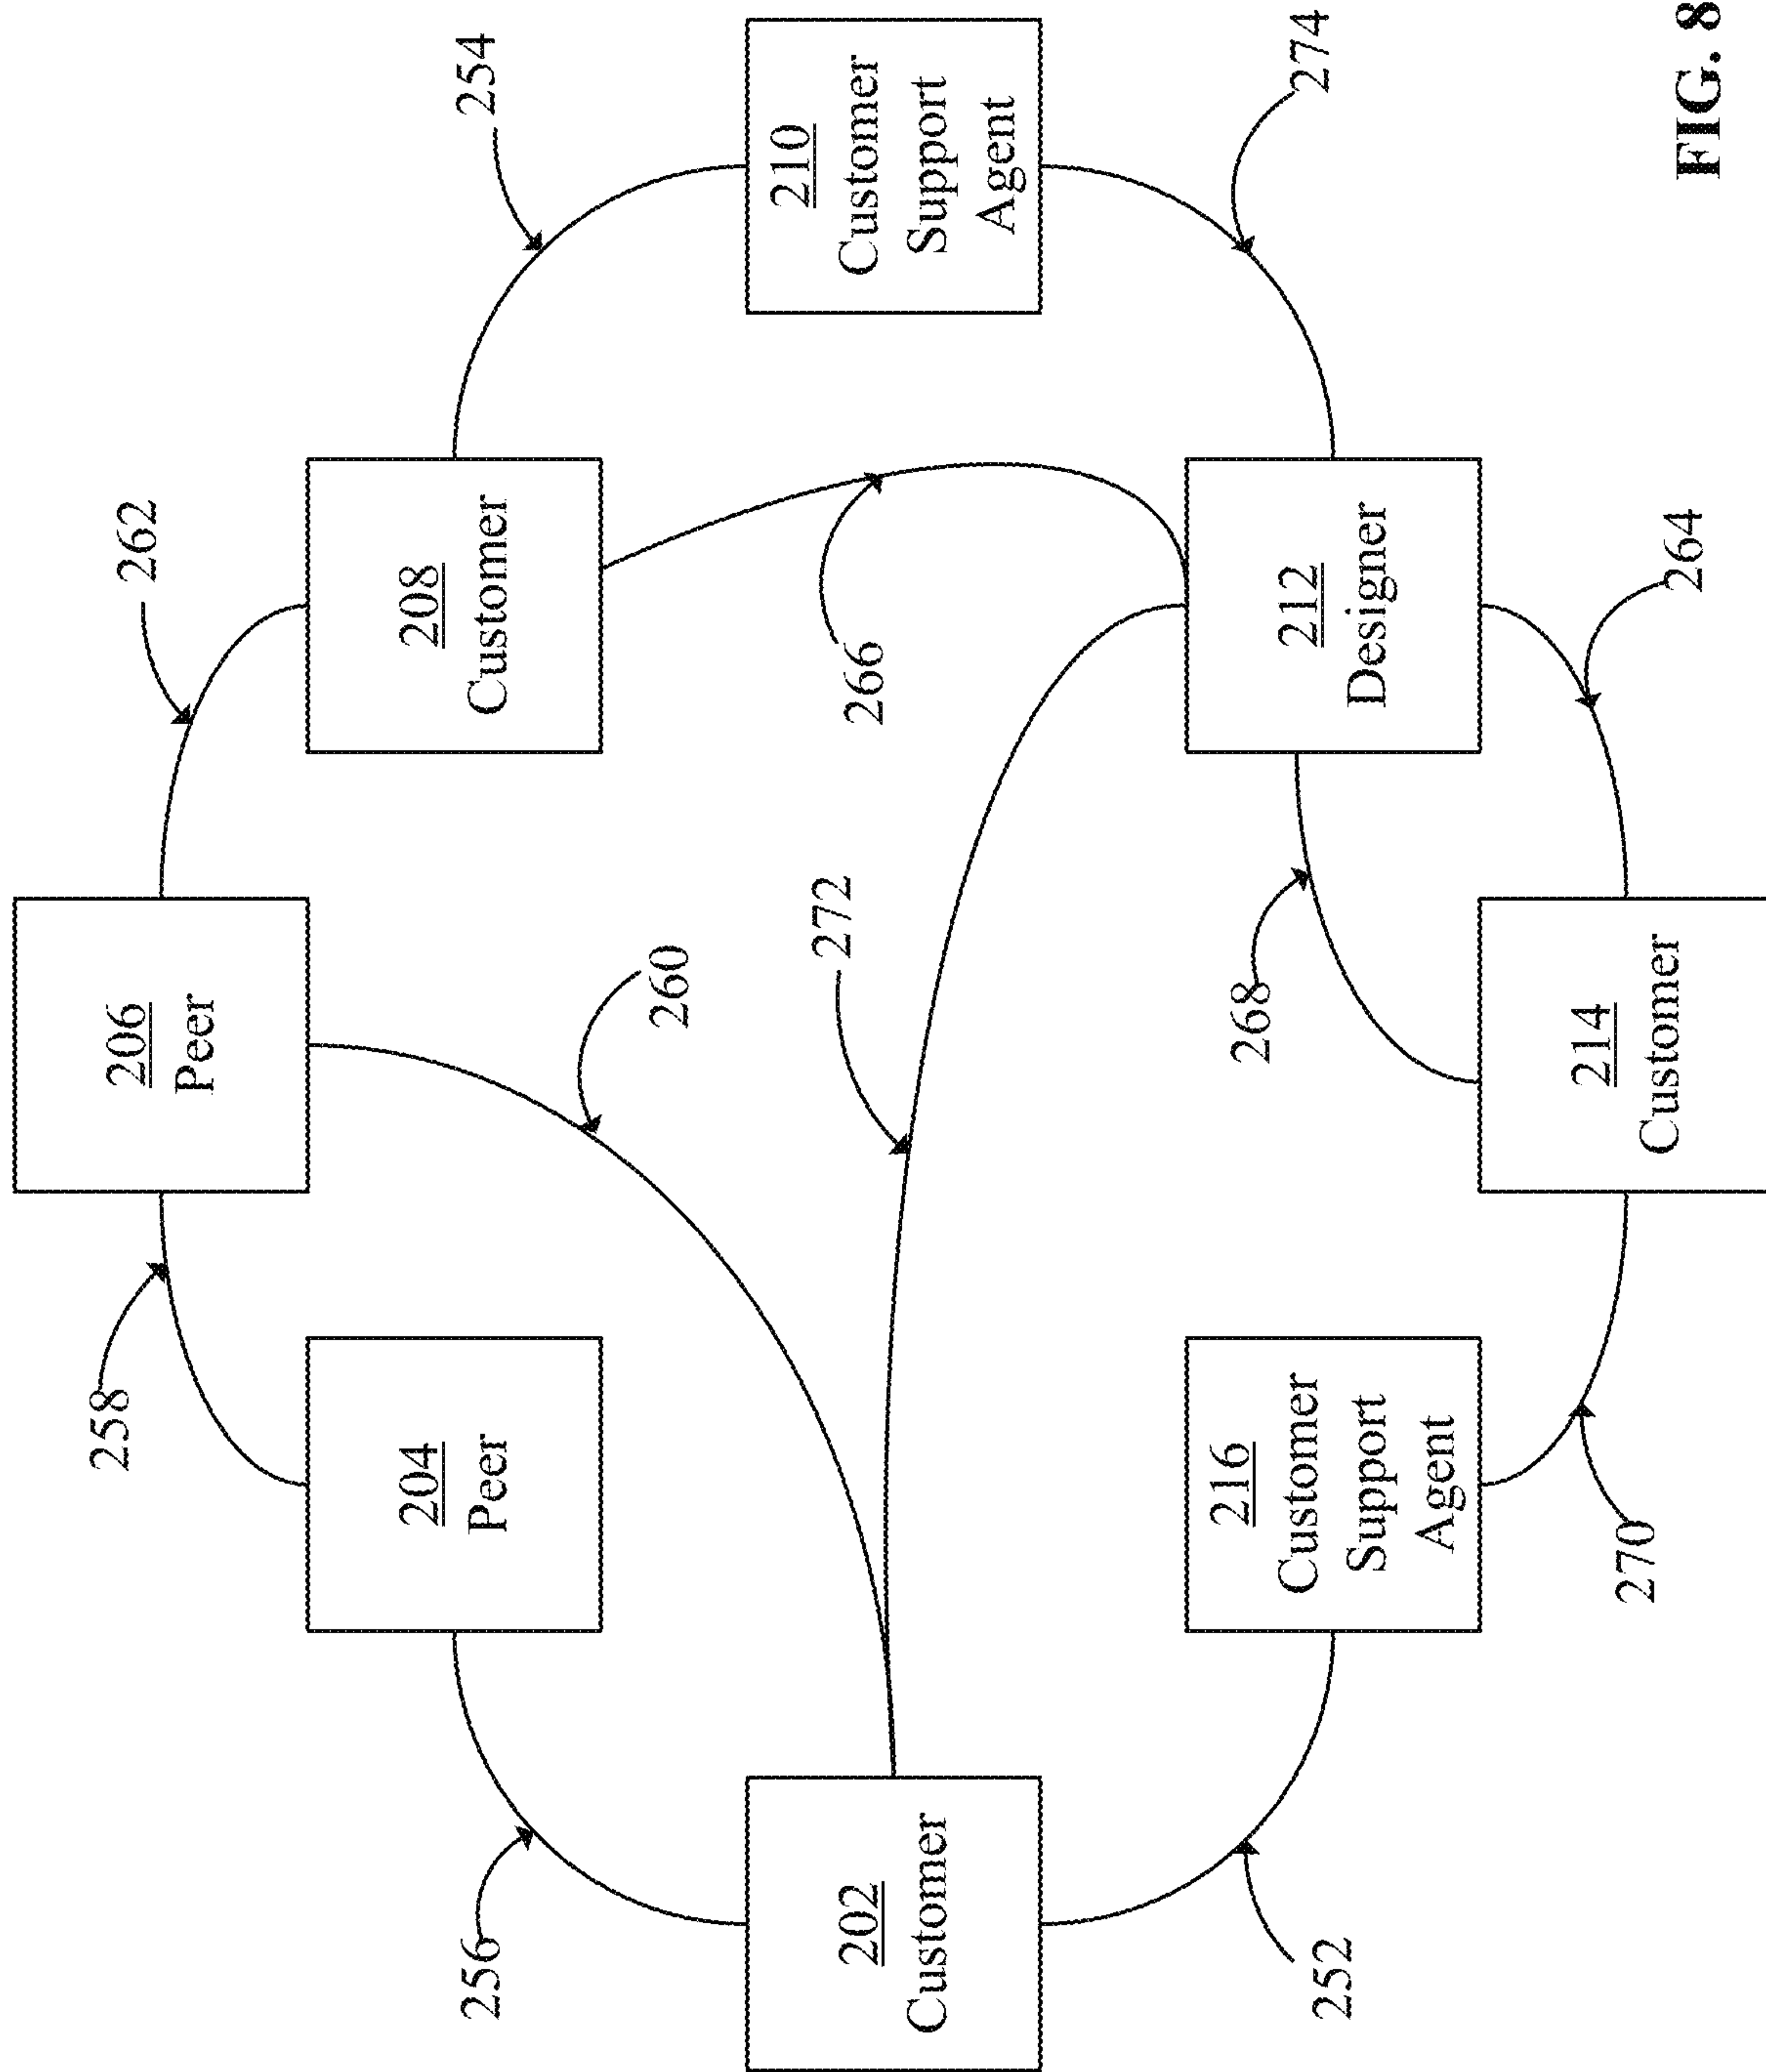 258
206
Peer
262
256
204
Peer
208
Customer
254
260
202
Customer
272
266
210
Customer
Support
Agent
252
216
Customer
Support
Agent
268
212
Designer
274
270
214
Customer
264
FIG. 8